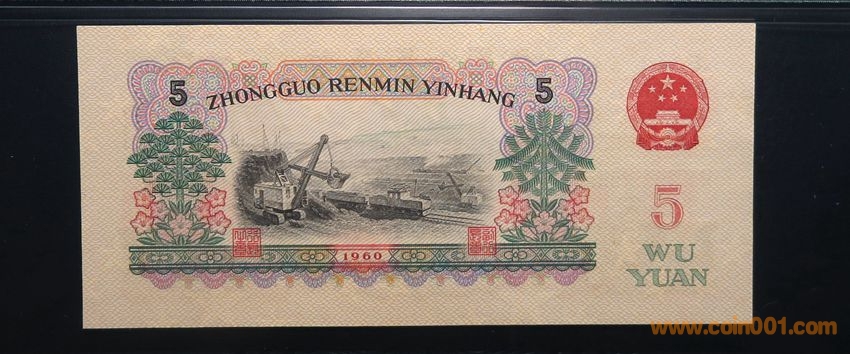 5 ZHONGGUO RENMIN YINHANG 5
5
WU
YUAN
1960
www.coin001.com